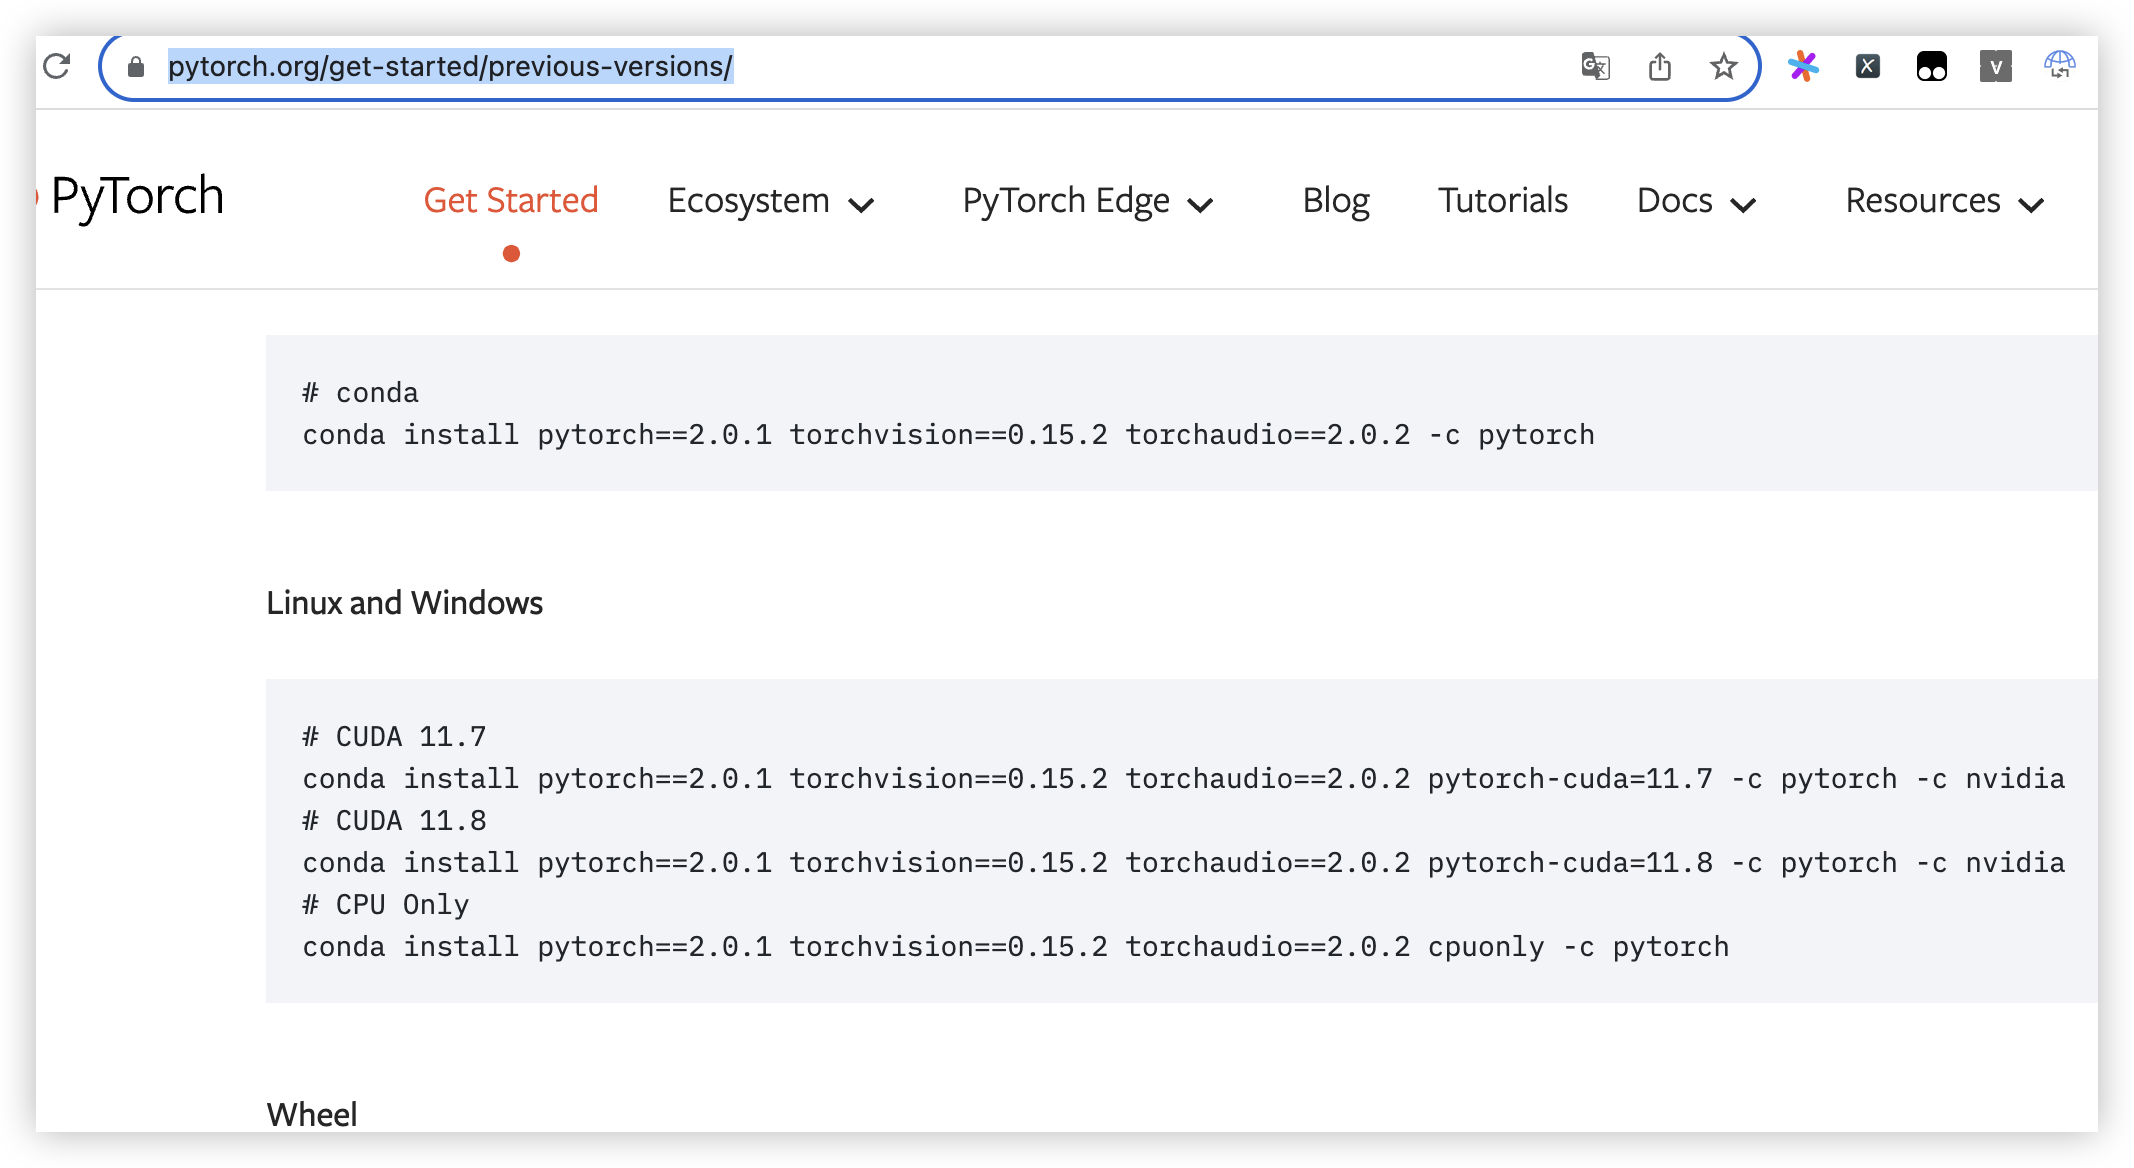 pytorch.org/get-started/previous-versions/
PyTorch
Get Started
Ecosystem
PyTorch Edge
Blog
Tutorials
Docs
Resources
# conda
conda install pytorch==2.0.1 torchvision==0.15.2 torchaudio==2.0.2 -c pytorch
Linux and Windows
# CUDA 11.7
conda install pytorch==2.0.1 torchvision==0.15.2 torchaudio==2.0.2 pytorch-cuda=11.7 -c pytorch -c nvidia
# CUDA 11.8
conda install pytorch==2.0.1 torchvision==0.15.2 torchaudio==2.0.2 pytorch-cuda=11.8 -c pytorch -c nvidia
# CPU Only
conda install pytorch==2.0.1 torchvision==0.15.2 torchaudio==2.0.2 cpuonly -c pytorch
Wheel